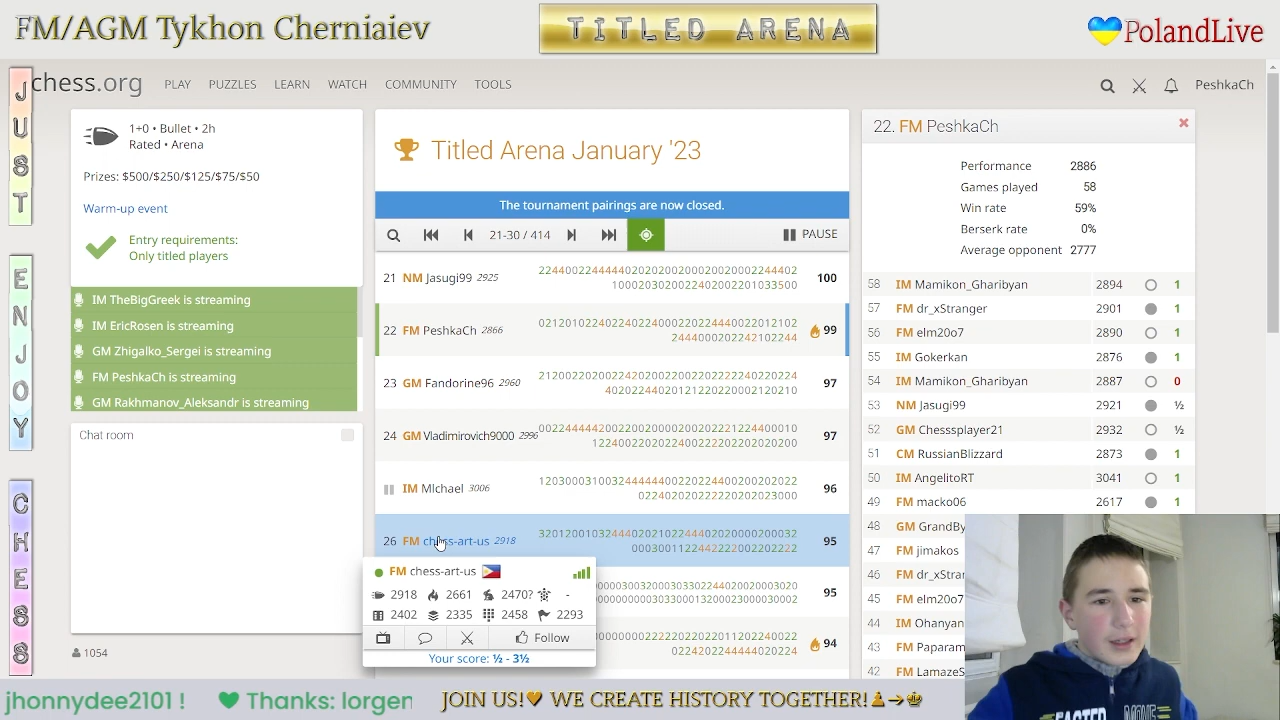 FM/AGM Tykhon Cherniaiev
TITLED ARENA
PolandLive
JUST
ENJOY
CHESS
chess.org
PLAY PUZZLES LEARN WATCH COMMUNITY TOOLS
PeshkaCh
1+0 • Bullet • 2h
Rated • Arena
Prizes: $500/$250/$125/$75/$50
Warm-up event
Entry requirements:
Only titled players
IM TheBigGreek is streaming
IM EricRosen is streaming
GM Zhigalko_Sergei is streaming
FM PeshkaCh is streaming
GM Rakhmanov_Aleksandr is streaming
Chat room
1054
Titled Arena January '23
The tournament pairings are now closed.
21-30 / 414 PAUSE
21 NM Jasugi99 2925 100
22 FM PeshkaCh 2866 99
23 GM Fandorine96 2960 97
24 GM Vladimirovich9000 2996 97
IM MIchael 3006 96
26 FM chess-art-us 2918 95
95
94
FM chess-art-us
2918 2661 2470? -
2402 2335 2458 2293
Follow
Your score: ½ - 3½
22. FM PeshkaCh
Performance 2886
Games played 58
Win rate 59%
Berserk rate 0%
Average opponent 2777
58 IM Mamikon_Gharibyan 2894 1
57 FM dr_xStranger 2901 1
56 FM elm20o7 2890 1
55 IM Gokerkan 2876 1
54 IM Mamikon_Gharibyan 2887 0
53 NM Jasugi99 2921 ½
52 GM Chesssplayer21 2932 ½
51 CM RussianBlizzard 2873 1
50 IM AngelitoRT 3041 1
49 FM macko06 2617 1
48 GM GrandBy
47 FM jimakos
46 FM dr_xStra
45 FM elm20o7
44 IM Ohanyan
43 FM Paparam
42 FM LamazeS
jhonnydee2101 !
Thanks: lorger
JOIN US! WE CREATE HISTORY TOGETHER!